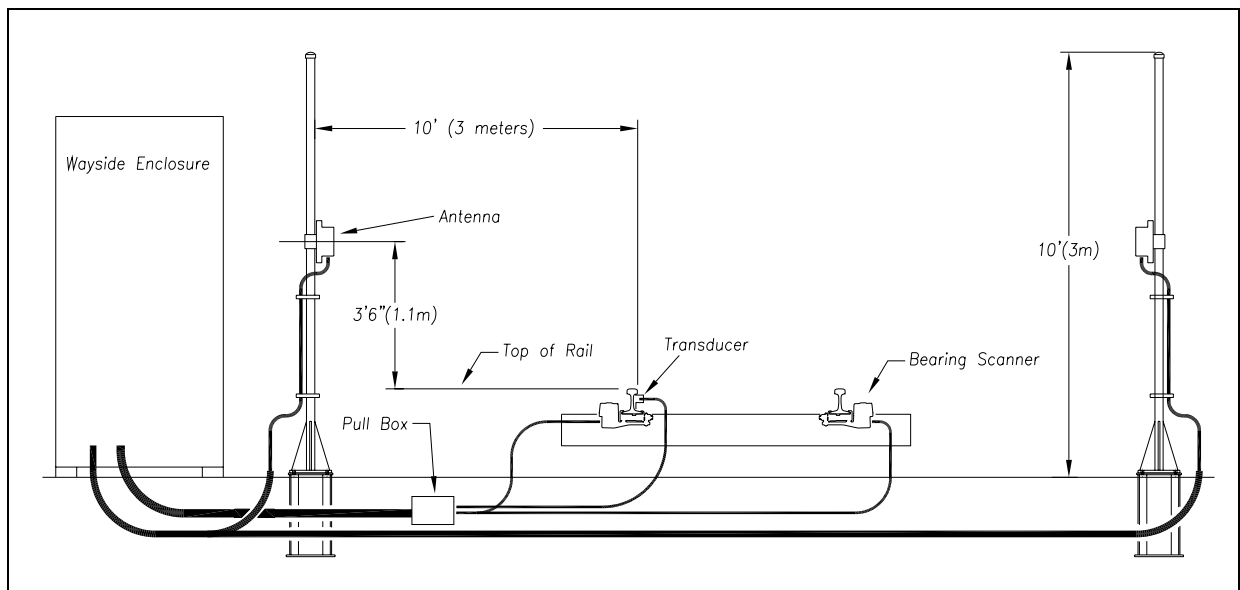 10' (3 meters)
Wayside Enclosure
Antenna
10'(3m)
3'6"(1.1m)
Top of Rail
Transducer
Bearing Scanner
Pull Box